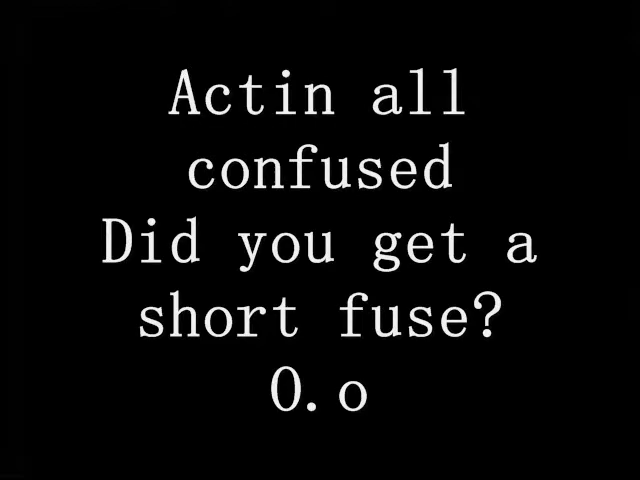 Actin all
confused
Did you get a
short fuse?
O.o